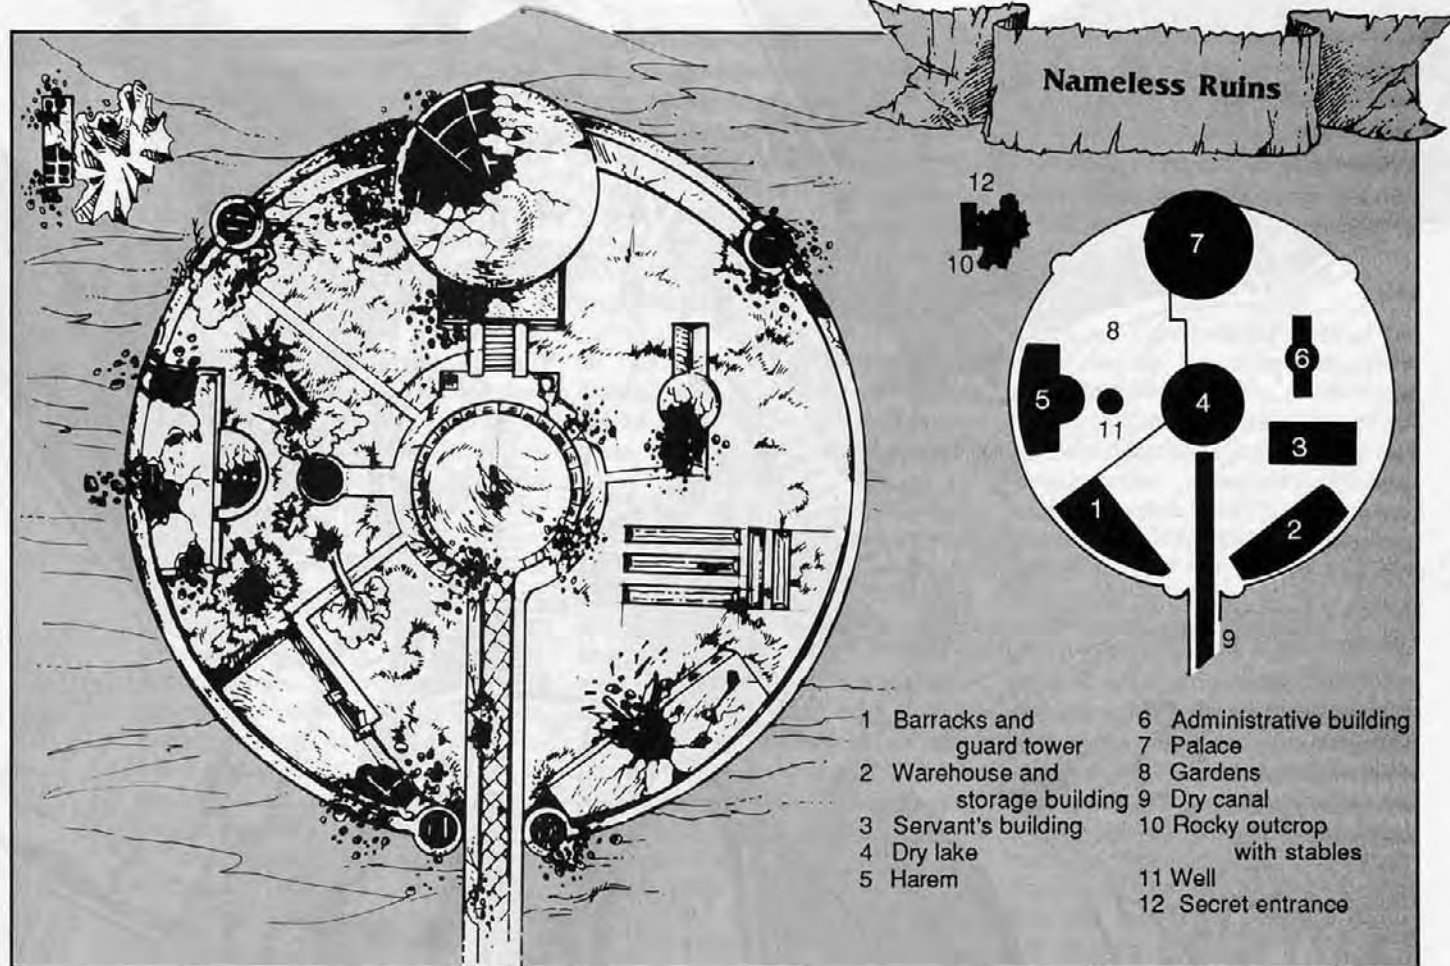 Nameless Ruins
12
10
7
8
6
5
11
4
3
1
2
9
1 Barracks and
guard tower
2 Warehouse and
storage building
3 Servant's building
4 Dry lake
5 Harem
6 Administrative building
7 Palace
8 Gardens
9 Dry canal
10 Rocky outcrop
with stables
11 Well
12 Secret entrance